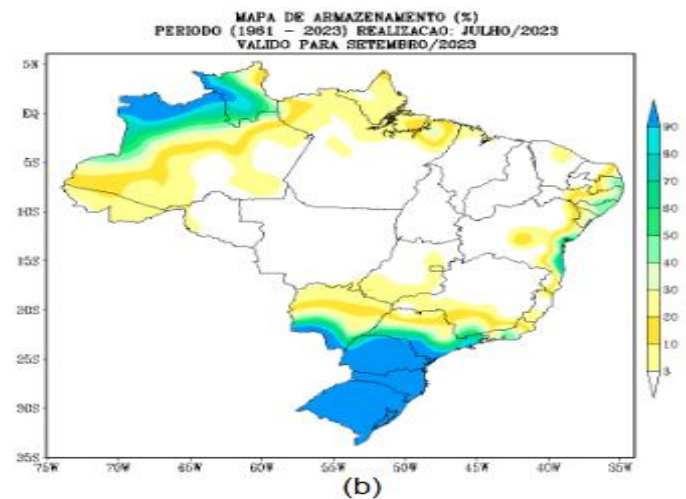 MAPA DE ARMAZENAMENTO (%)
PERIODO (1961 - 2023) REALIZACAO: JULHO/2023
VALIDO PARA SETEMBRO/2023
5N
EQ
5S
10S
15S
20S
25S
30S
35S
75W 70W 65W 60W 55W 50W 45W 40W 35W
90
80
70
60
50
40
30
20
10
3
(b)